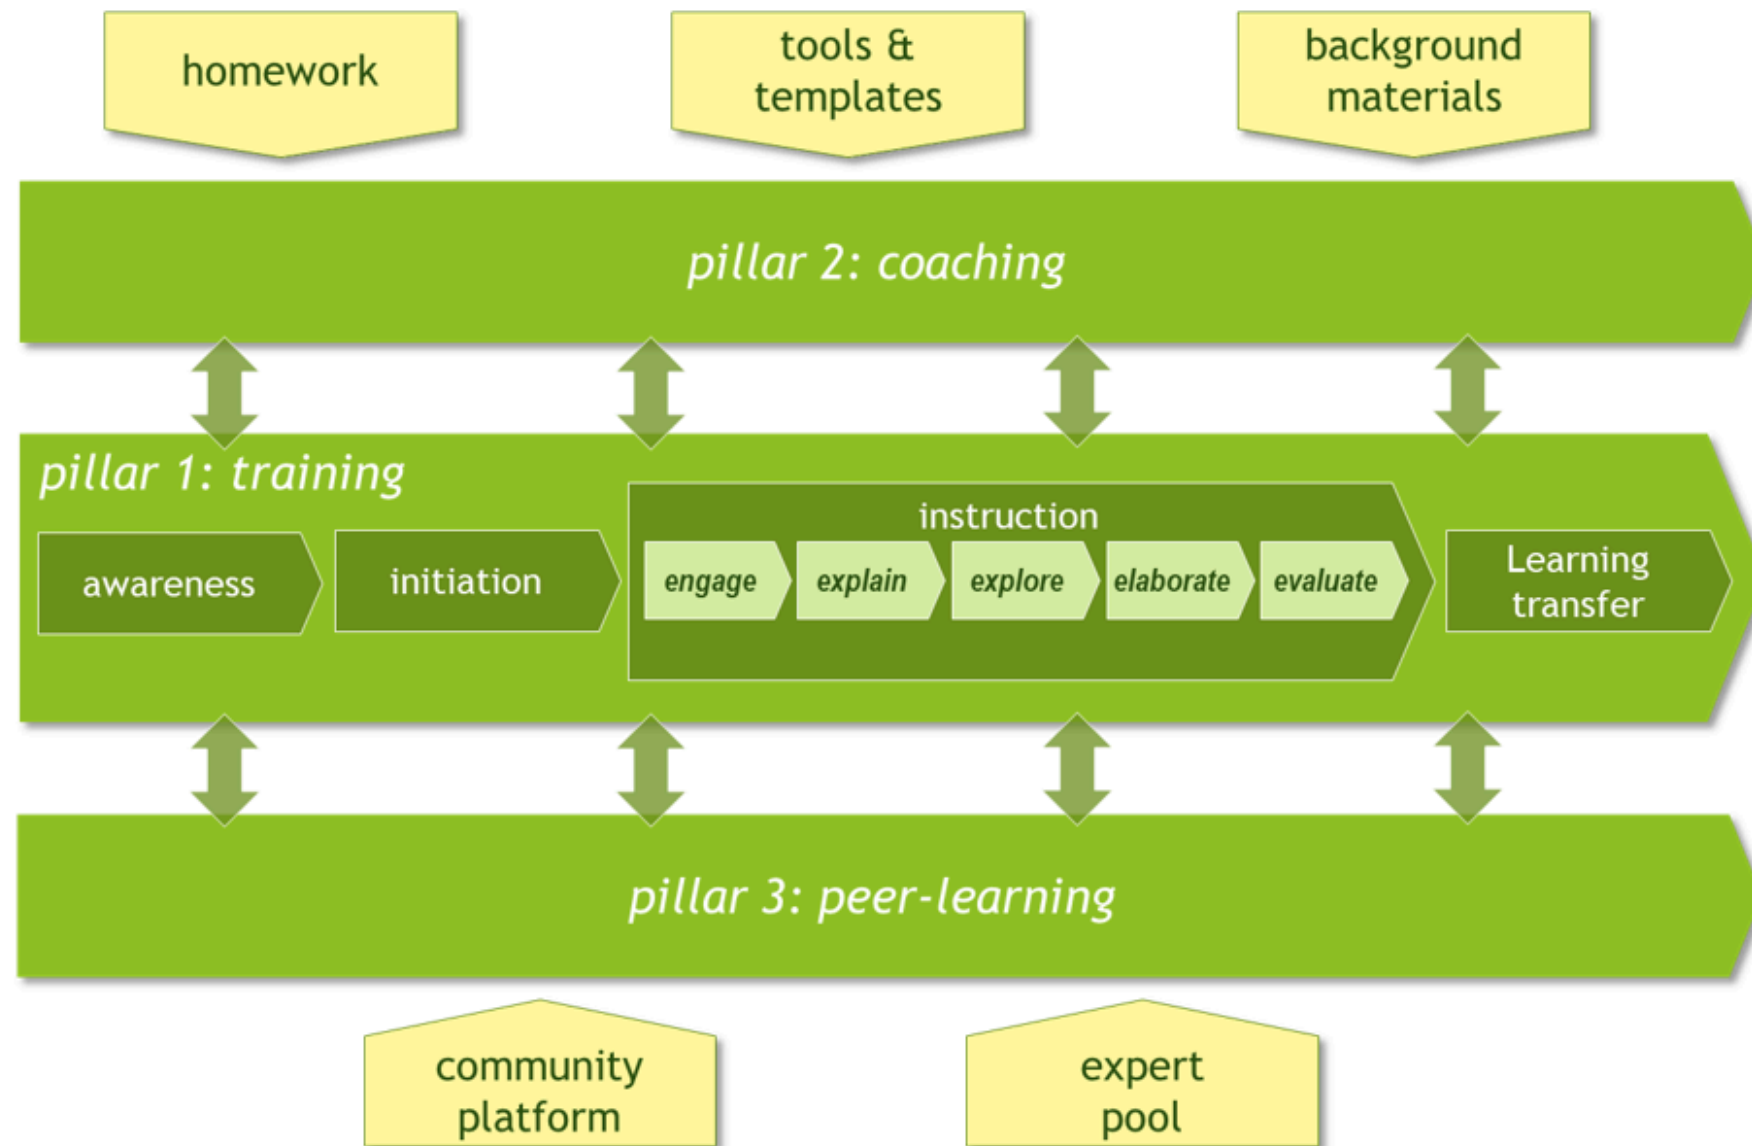 homework
tools &
templates
background
materials
pillar 2: coaching
pillar 1: training
awareness
initiation
instruction
engage
explain
explore
elaborate
evaluate
Learning
transfer
pillar 3: peer-learning
community
platform
expert
pool